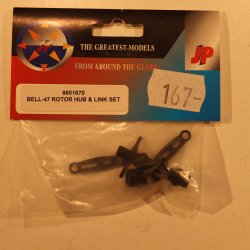 THE GREATEST MODELS
JP
FROM AROUND THE GLOBE
167-
6601670
BELL-47 ROTOR HUB & LINK SET